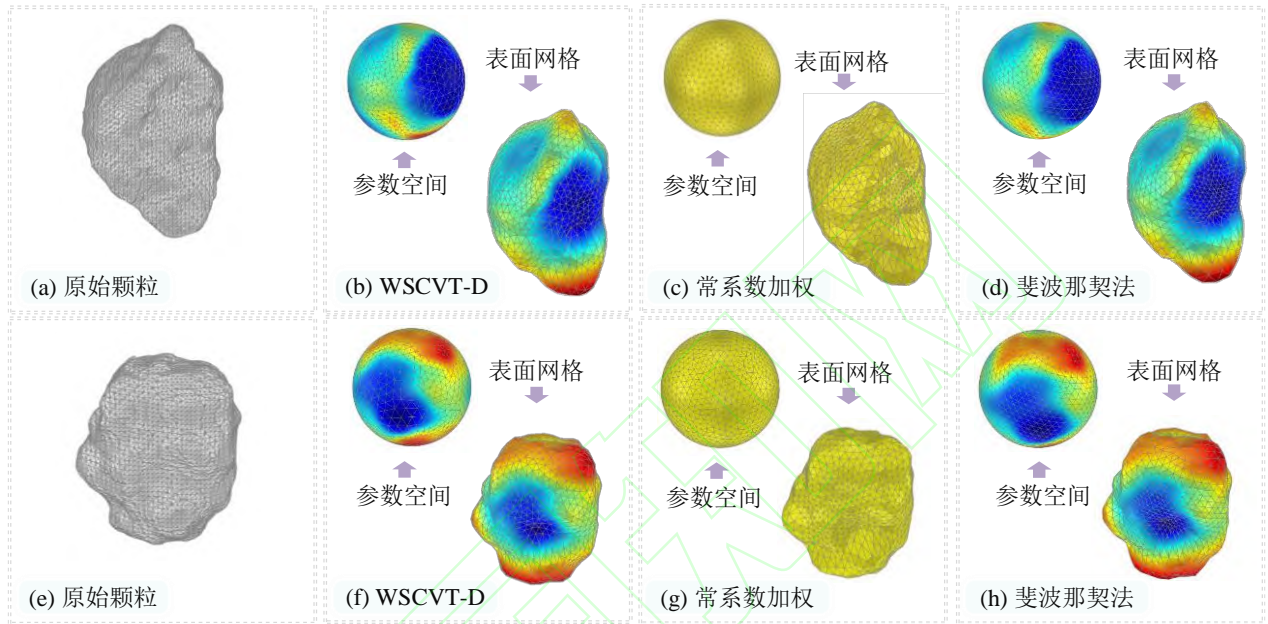 表面网格
参数空间
(a) 原始颗粒
(b) WSCVT-D
表面网格
参数空间
(c) 常系数加权
表面网格
参数空间
(d) 斐波那契法
表面网格
参数空间
(e) 原始颗粒
(f) WSCVT-D
表面网格
参数空间
(g) 常系数加权
表面网格
参数空间
(h) 斐波那契法